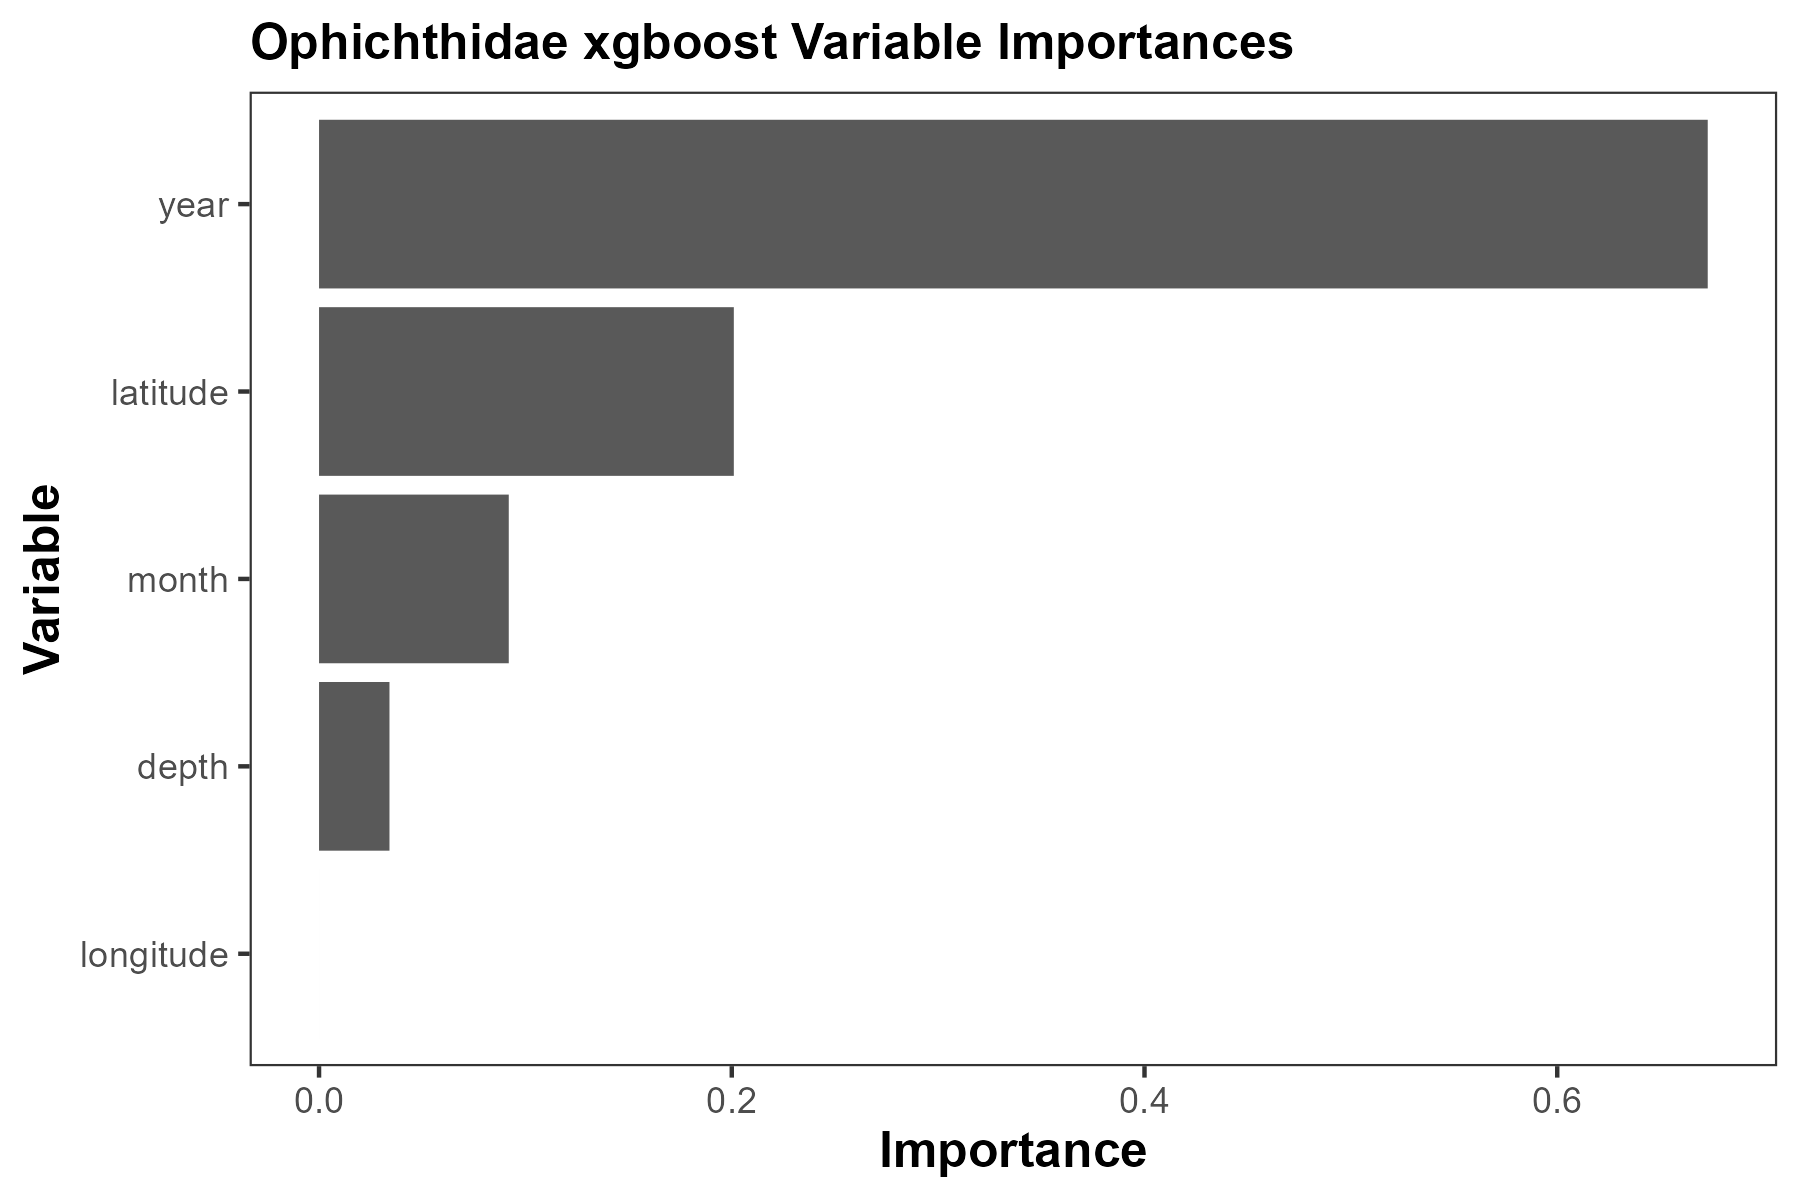 Ophichthidae xgboost Variable Importances
year
latitude
month
depth
longitude
Variable
0.0 0.2 0.4 0.6
Importance